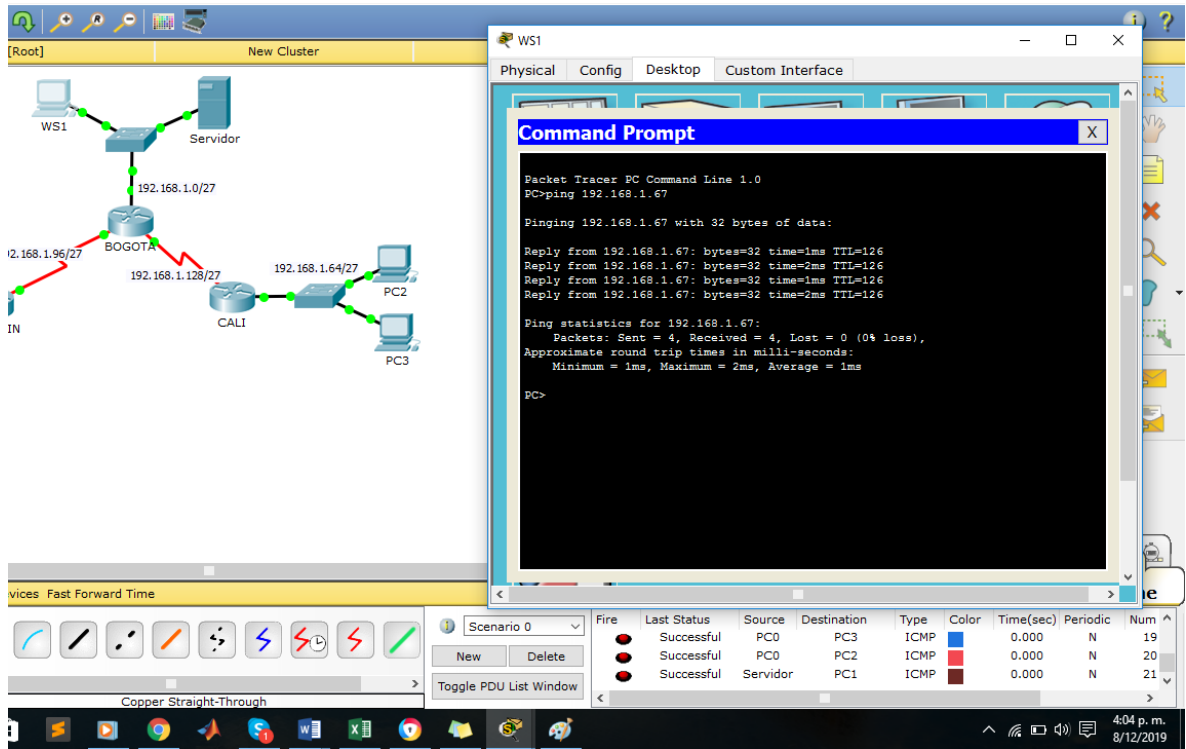 [Root]
New Cluster
WS1
Servidor
192.168.1.0/27
BOGOTA
2.168.1.96/27
192.168.1.128/27
192.168.1.64/27
PC2
CALI
IN
PC3
WS1
Physical Config Desktop Custom Interface
Command Prompt X
Packet Tracer PC Command Line 1.0
PC>ping 192.168.1.67
Pinging 192.168.1.67 with 32 bytes of data:
Reply from 192.168.1.67: bytes=32 time=1ms TTL=126
Reply from 192.168.1.67: bytes=32 time=2ms TTL=126
Reply from 192.168.1.67: bytes=32 time=1ms TTL=126
Reply from 192.168.1.67: bytes=32 time=2ms TTL=126
Ping statistics for 192.168.1.67:
Packets: Sent = 4, Received = 4, Lost = 0 (0% loss),
Approximate round trip times in milli-seconds:
Minimum = 1ms, Maximum = 2ms, Average = 1ms
PC>
vices Fast Forward Time
Scenario 0
New Delete
Toggle PDU List Window
Copper Straight-Through
Fire Last Status Source Destination Type Color Time(sec) Periodic Num
Successful PC0 PC3 ICMP 0.000 N 19
Successful PC0 PC2 ICMP 0.000 N 20
Successful Servidor PC1 ICMP 0.000 N 21
4:04 p. m.
8/12/2019